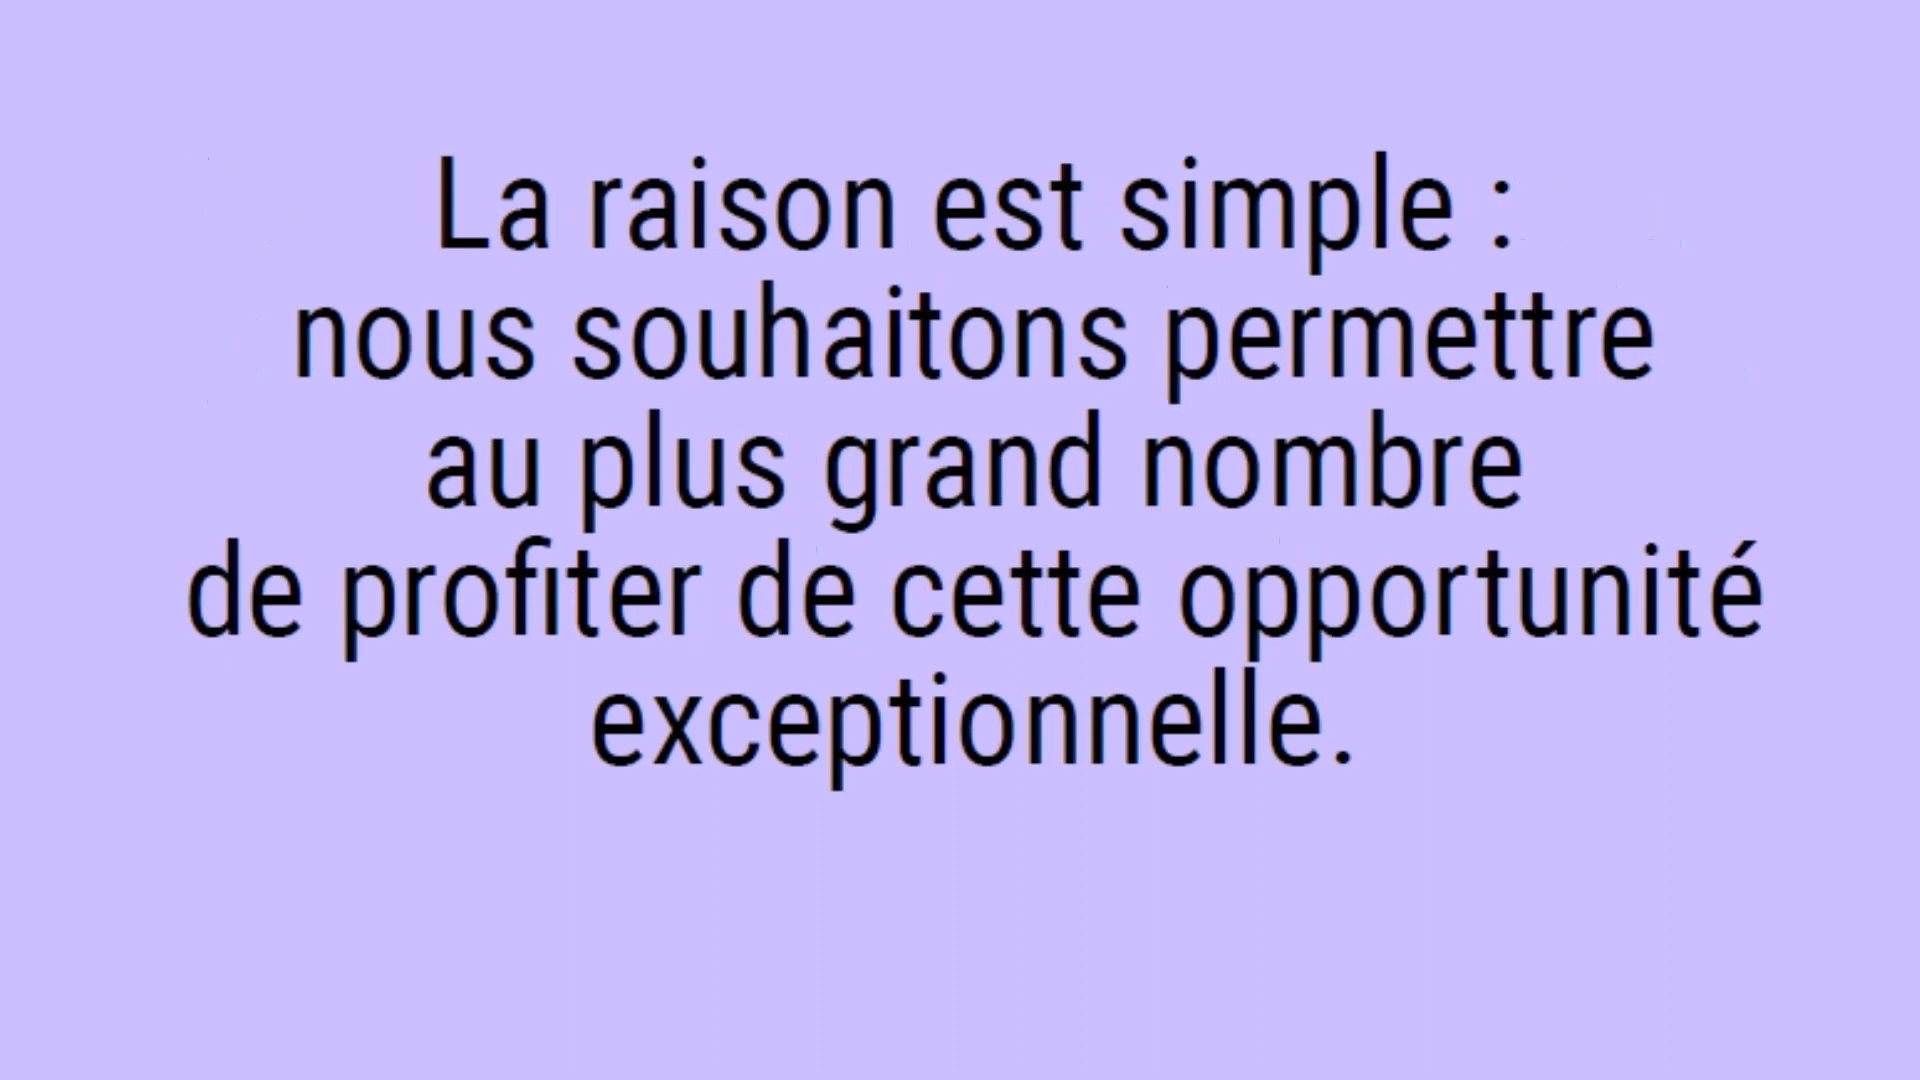 La raison est simple :
nous souhaitons permettre
au plus grand nombre
de profiter de cette opportunité
exceptionnelle.